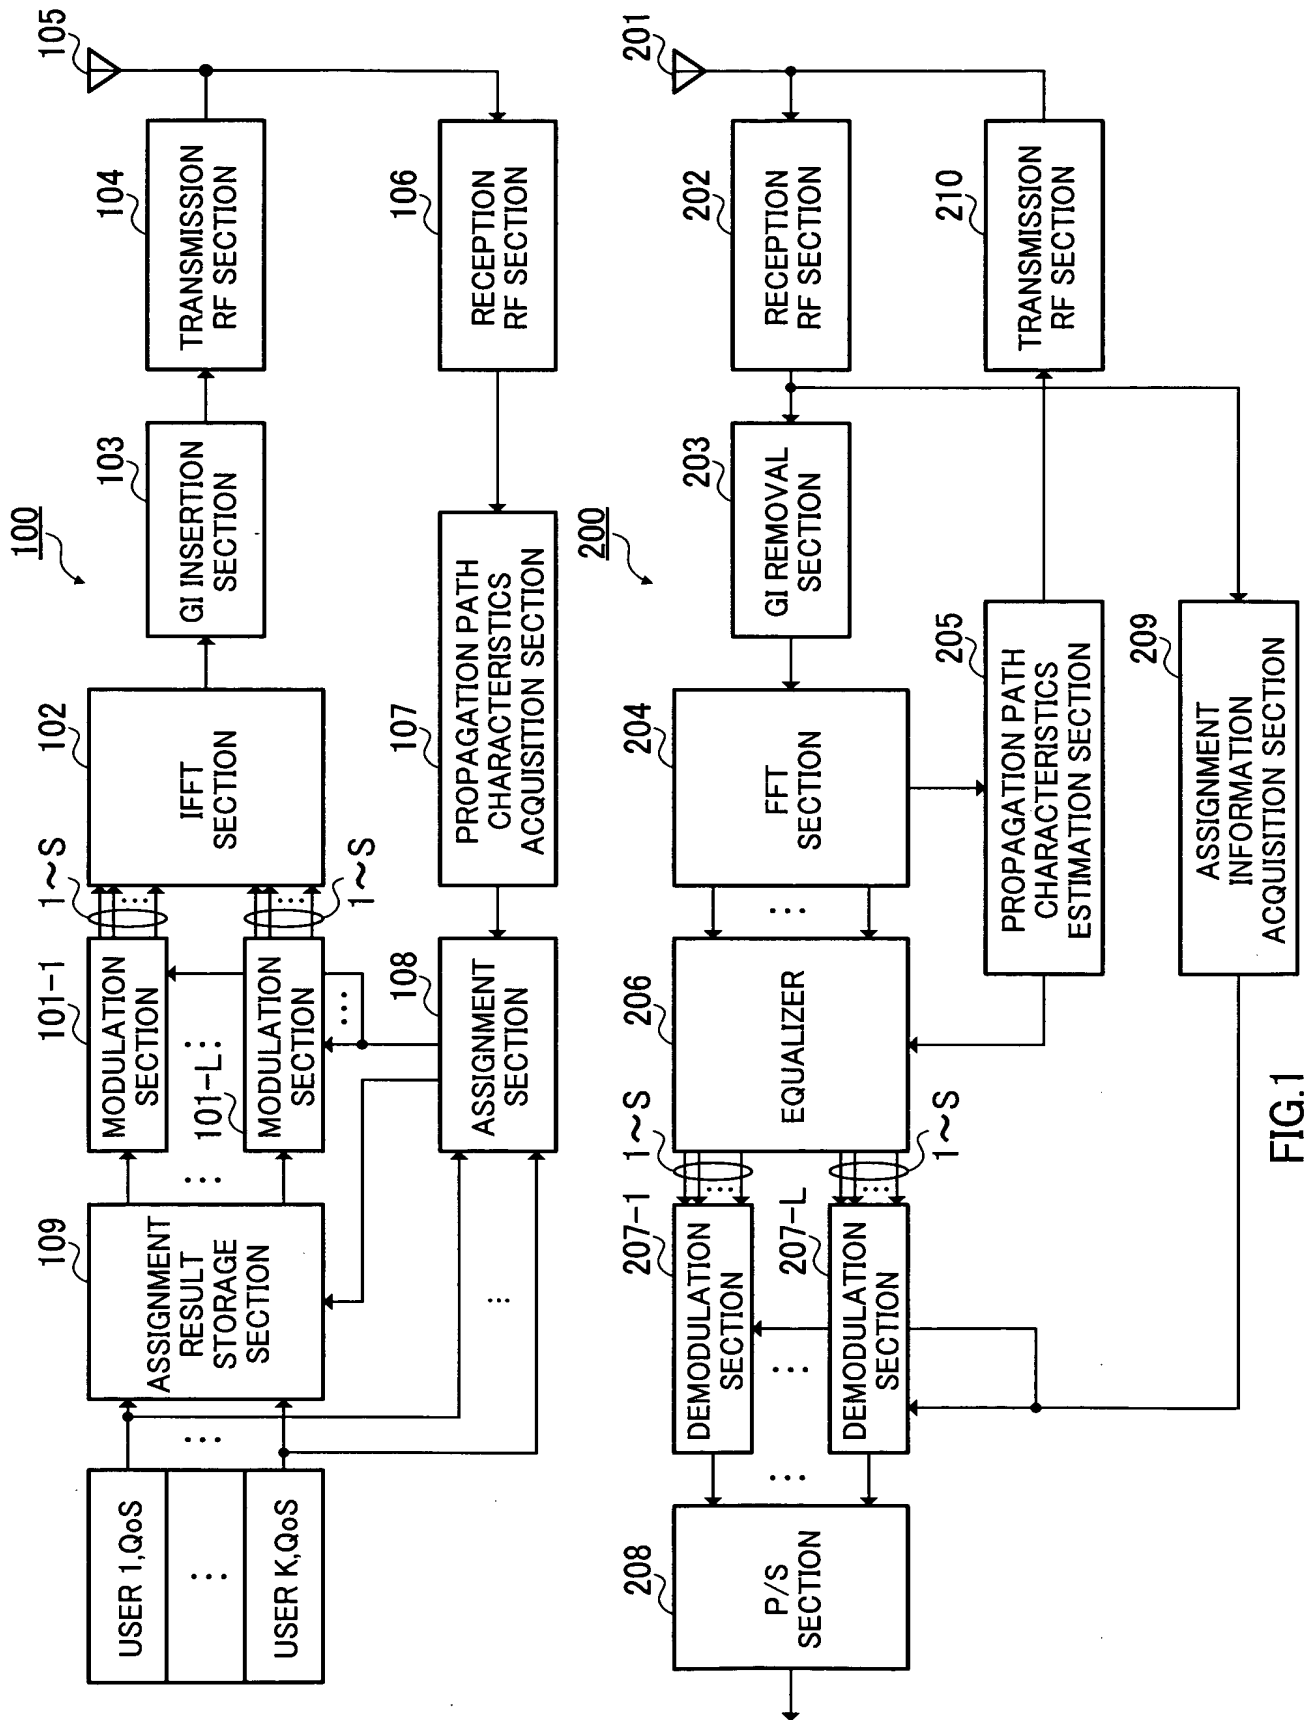 100
USER 1,QoS
⋮
USER K,QoS
...
109
ASSIGNMENT
RESULT
STORAGE
SECTION
...
101-1
MODULATION
SECTION
101-L
⋮
MODULATION
SECTION
...
1~S
...
...
1~S
102
IFFT
SECTION
103
GI INSERTION
SECTION
104
TRANSMISSION
RF SECTION
105
106
RECEPTION
RF SECTION
107
PROPAGATION PATH
CHARACTERISTICS
ACQUISITION SECTION
108
ASSIGNMENT
SECTION
...
200
201
202
RECEPTION
RF SECTION
203
GI REMOVAL
SECTION
204
FFT
SECTION
...
205
PROPAGATION PATH
CHARACTERISTICS
ESTIMATION SECTION
206
EQUALIZER
1~S
...
...
1~S
207-1
DEMODULATION
SECTION
...
207-L
DEMODULATION
SECTION
...
208
P/S
SECTION
209
ASSIGNMENT
INFORMATION
ACQUISITION SECTION
210
TRANSMISSION
RF SECTION
FIG.1